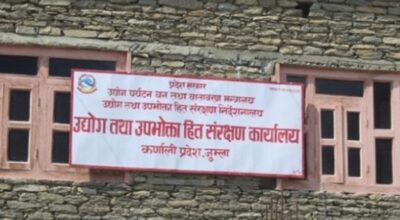 प्रदेश सरकार
उद्योग पर्यटन वन तथा वातावरण मन्त्रालय
उद्योग तथा उपभोक्ता हित संरक्षण निर्देशनालय
उद्योग तथा उपभोक्ता हित संरक्षण कार्यालय
कर्णाली प्रदेश, जुम्ला